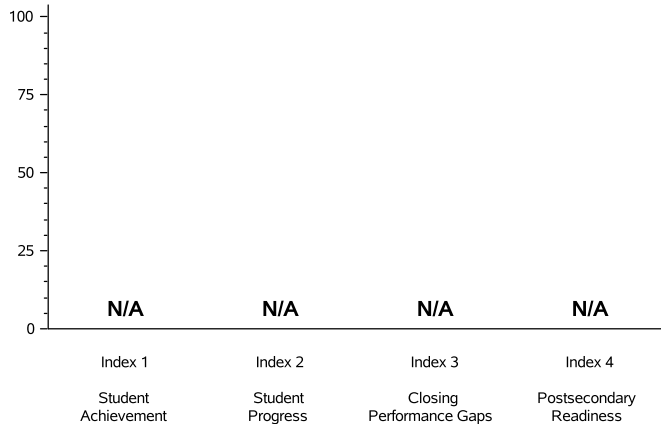 100
75
50
25
0
N/A N/A N/A N/A
Index 1 Index 2 Index 3 Index 4
Student Student Closing Postsecondary
Achievement Progress Performance Gaps Readiness